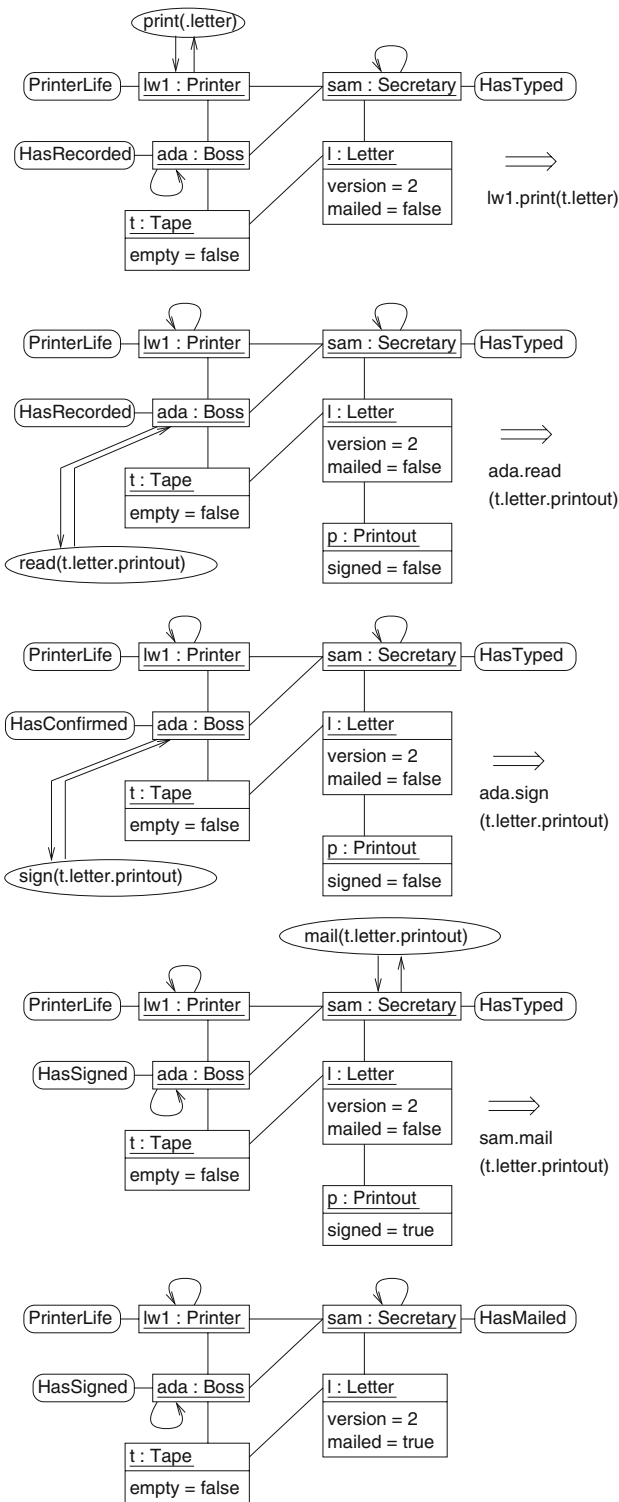 print(.letter)
PrinterLife
lw1 : Printer
sam : Secretary
HasTyped
HasRecorded
ada : Boss
l : Letter
version = 2
mailed = false
lw1.print(t.letter)
t : Tape
empty = false
PrinterLife
lw1 : Printer
sam : Secretary
HasTyped
HasRecorded
ada : Boss
l : Letter
version = 2
mailed = false
ada.read
(t.letter.printout)
t : Tape
empty = false
p : Printout
signed = false
read(t.letter.printout)
PrinterLife
lw1 : Printer
sam : Secretary
HasTyped
HasConfirmed
ada : Boss
l : Letter
version = 2
mailed = false
ada.sign
(t.letter.printout)
t : Tape
empty = false
p : Printout
signed = false
sign(t.letter.printout)
mail(t.letter.printout)
PrinterLife
lw1 : Printer
sam : Secretary
HasTyped
HasSigned
ada : Boss
l : Letter
version = 2
mailed = false
sam.mail
(t.letter.printout)
t : Tape
empty = false
p : Printout
signed = true
PrinterLife
lw1 : Printer
sam : Secretary
HasMailed
HasSigned
ada : Boss
l : Letter
version = 2
mailed = true
t : Tape
empty = false